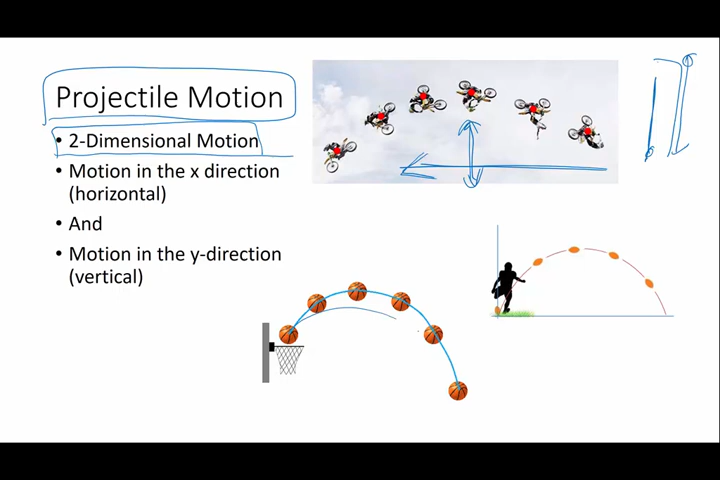 Projectile Motion
• 2-Dimensional Motion
• Motion in the x direction
(horizontal)
• And
• Motion in the y-direction
(vertical)